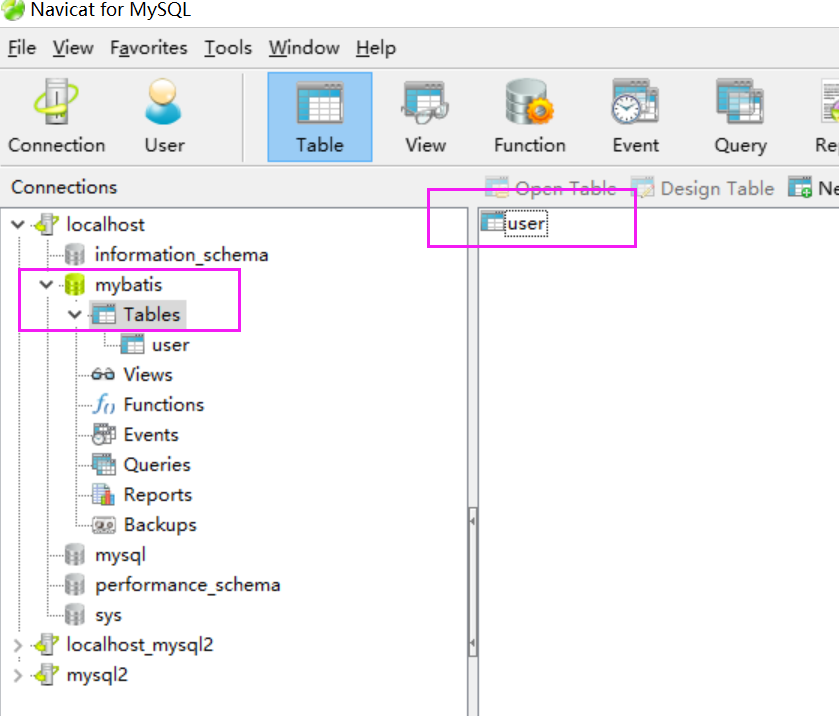 Navicat for MySQL
File View Favorites Tools Window Help
Connection User Table View Function Event Query
Connections
Open Table Design Table
localhost
information_schema
mybatis
Tables
user
Views
Functions
Events
Queries
Reports
Backups
mysql
performance_schema
sys
localhost_mysql2
mysql2
user